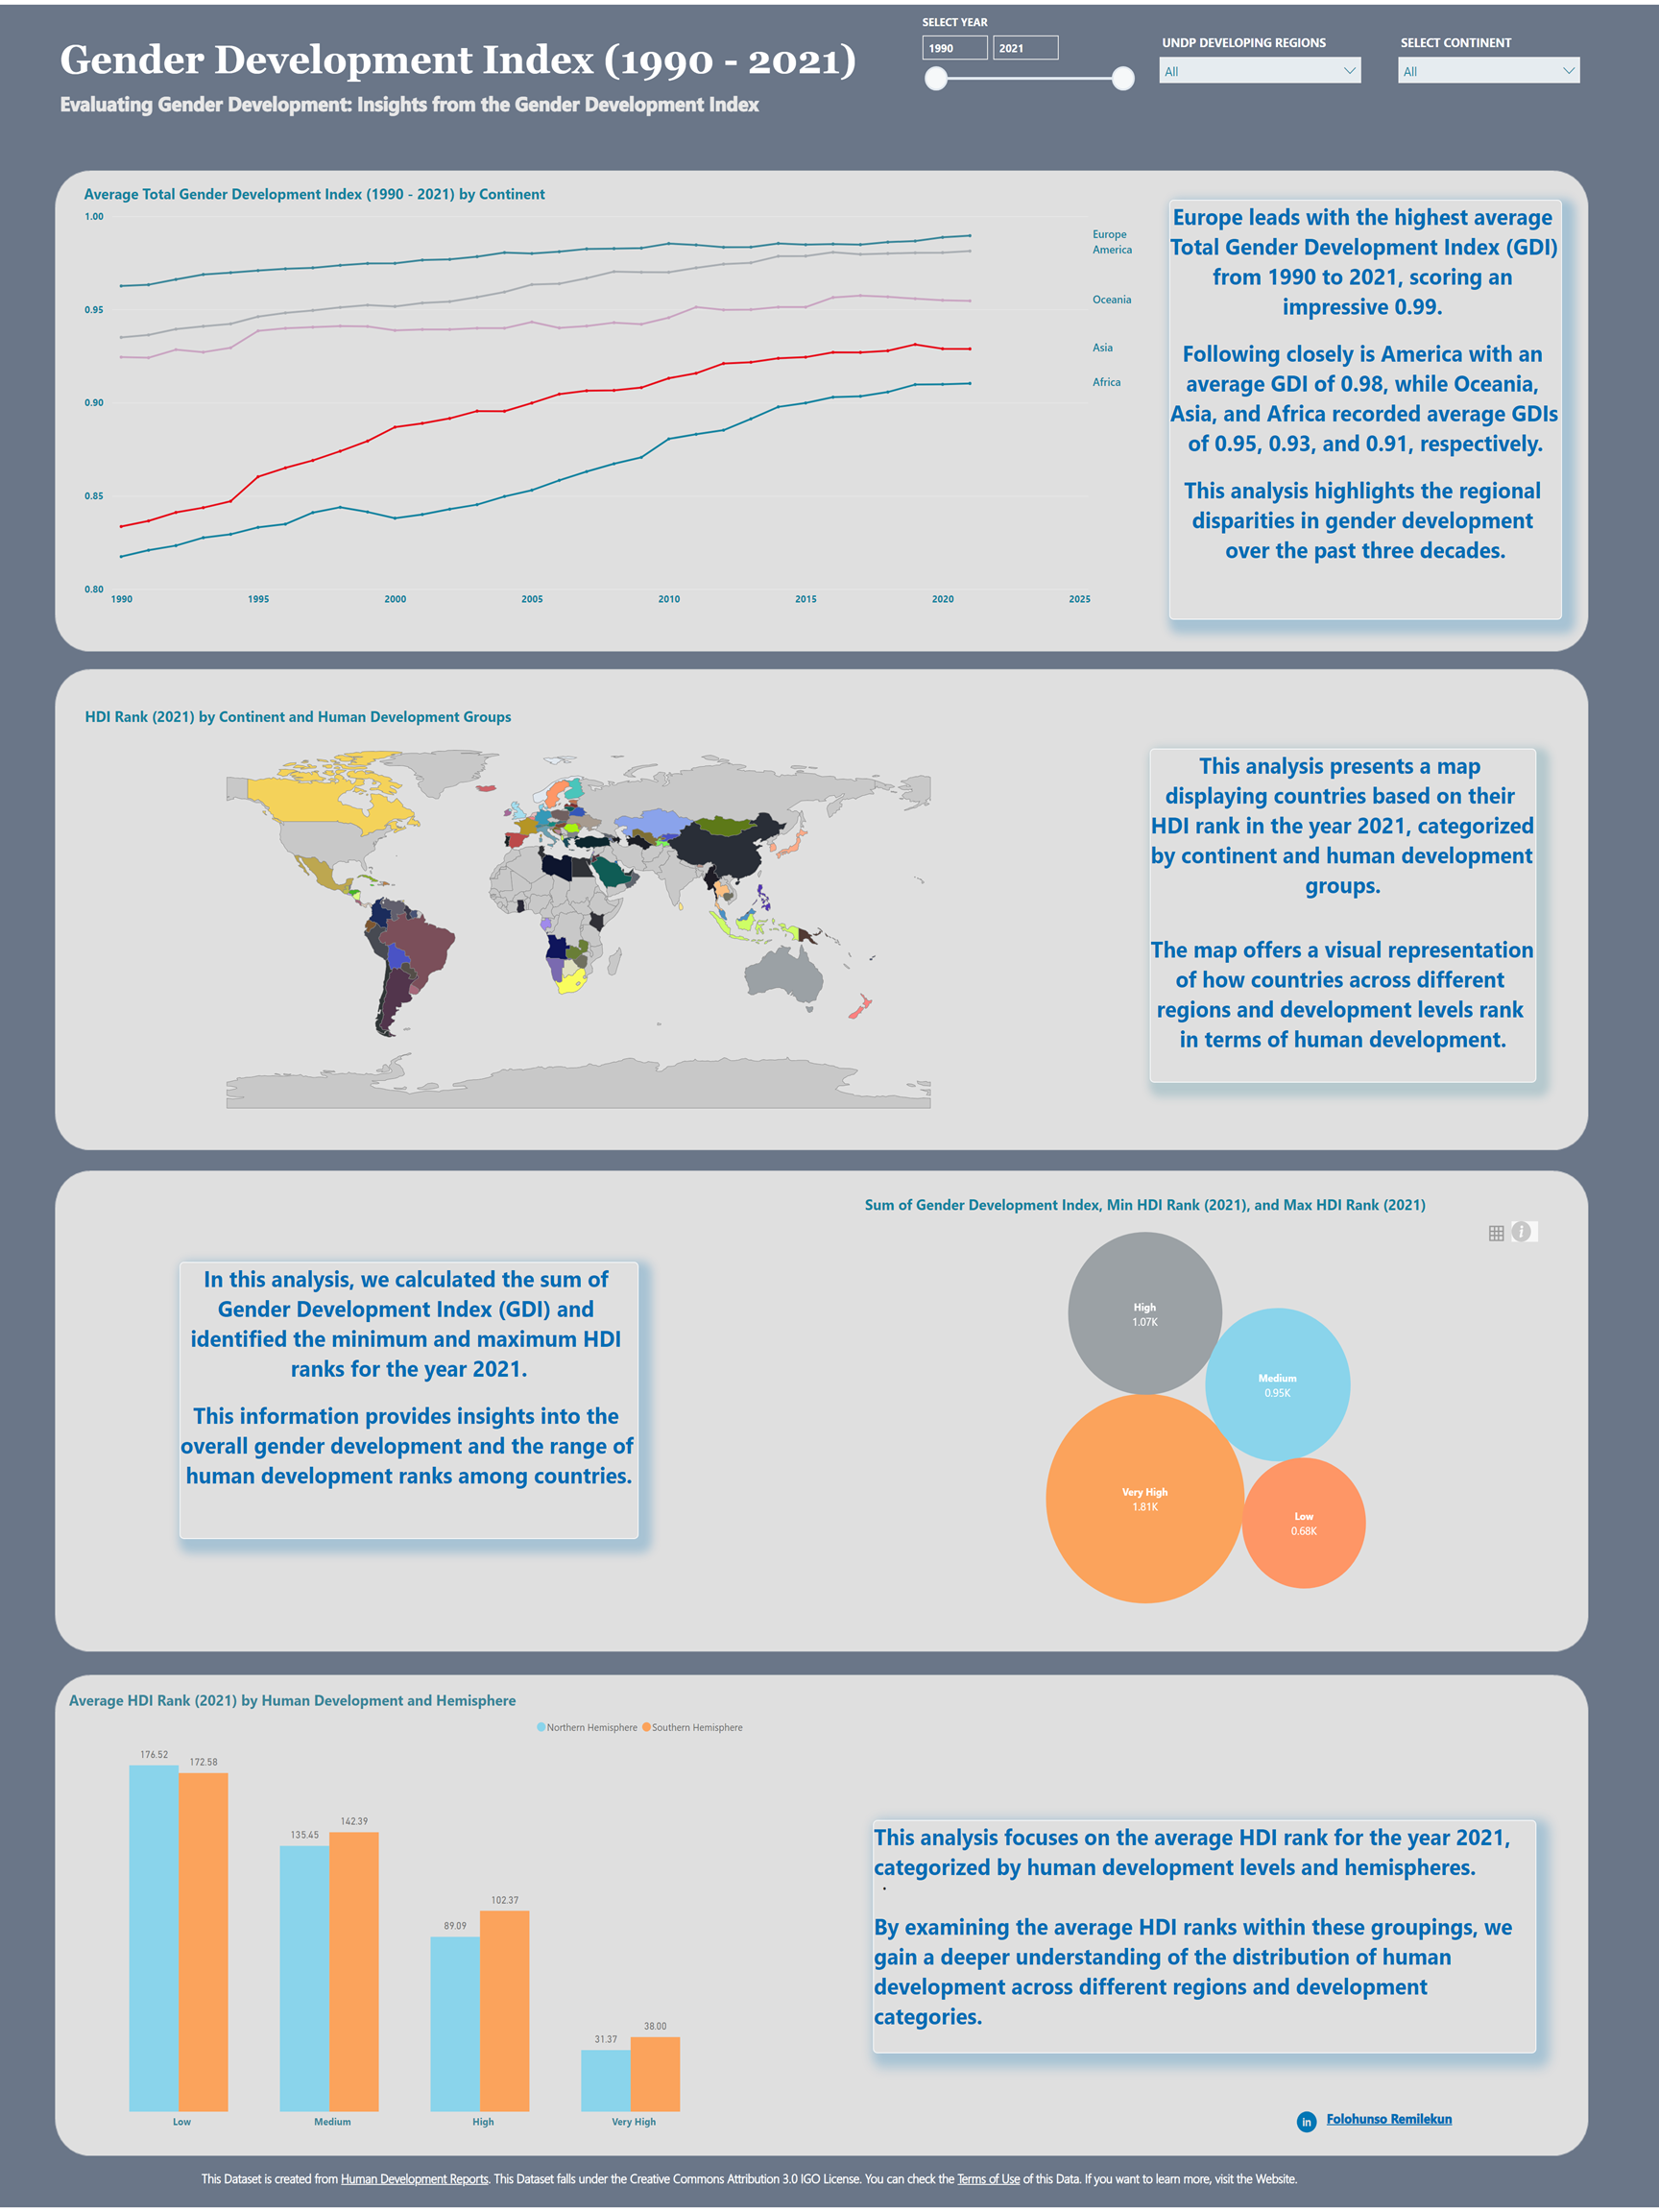 SELECT YEAR
1990
2021
UNDP DEVELOPING REGIONS
All
SELECT CONTINENT
All
Gender Development Index (1990 - 2021)
Evaluating Gender Development: Insights from the Gender Development Index
Average Total Gender Development Index (1990 - 2021) by Continent
1.00
0.95
0.90
0.85
0.80
1990
1995
2000
2005
2010
2015
2020
2025
Europe
America
Oceania
Asia
Africa
Europe leads with the highest average
Total Gender Development Index (GDI)
from 1990 to 2021, scoring an
impressive 0.99.
Following closely is America with an
average GDI of 0.98, while Oceania,
Asia, and Africa recorded average GDIs
of 0.95, 0.93, and 0.91, respectively.
This analysis highlights the regional
disparities in gender development
over the past three decades.
HDI Rank (2021) by Continent and Human Development Groups
This analysis presents a map
displaying countries based on their
HDI rank in the year 2021, categorized
by continent and human development
groups.
The map offers a visual representation
of how countries across different
regions and development levels rank
in terms of human development.
In this analysis, we calculated the sum of
Gender Development Index (GDI) and
identified the minimum and maximum HDI
ranks for the year 2021.
This information provides insights into the
overall gender development and the range of
human development ranks among countries.
Sum of Gender Development Index, Min HDI Rank (2021), and Max HDI Rank (2021)
i
High
1.07K
Medium
0.95K
Very High
1.81K
Low
0.68K
Average HDI Rank (2021) by Human Development and Hemisphere
Northern Hemisphere
Southern Hemisphere
176.52
172.58
135.45
142.39
89.09
102.37
31.37
38.00
Low
Medium
High
Very High
This analysis focuses on the average HDI rank for the year 2021,
categorized by human development levels and hemispheres.
.
By examining the average HDI ranks within these groupings, we
gain a deeper understanding of the distribution of human
development across different regions and development
categories.
in
Folohunso Remilekun
This Dataset is created from Human Development Reports. This Dataset falls under the Creative Commons Attribution 3.0 IGO License. You can check the Terms of Use of this Data. If you want to learn more, visit the Website.